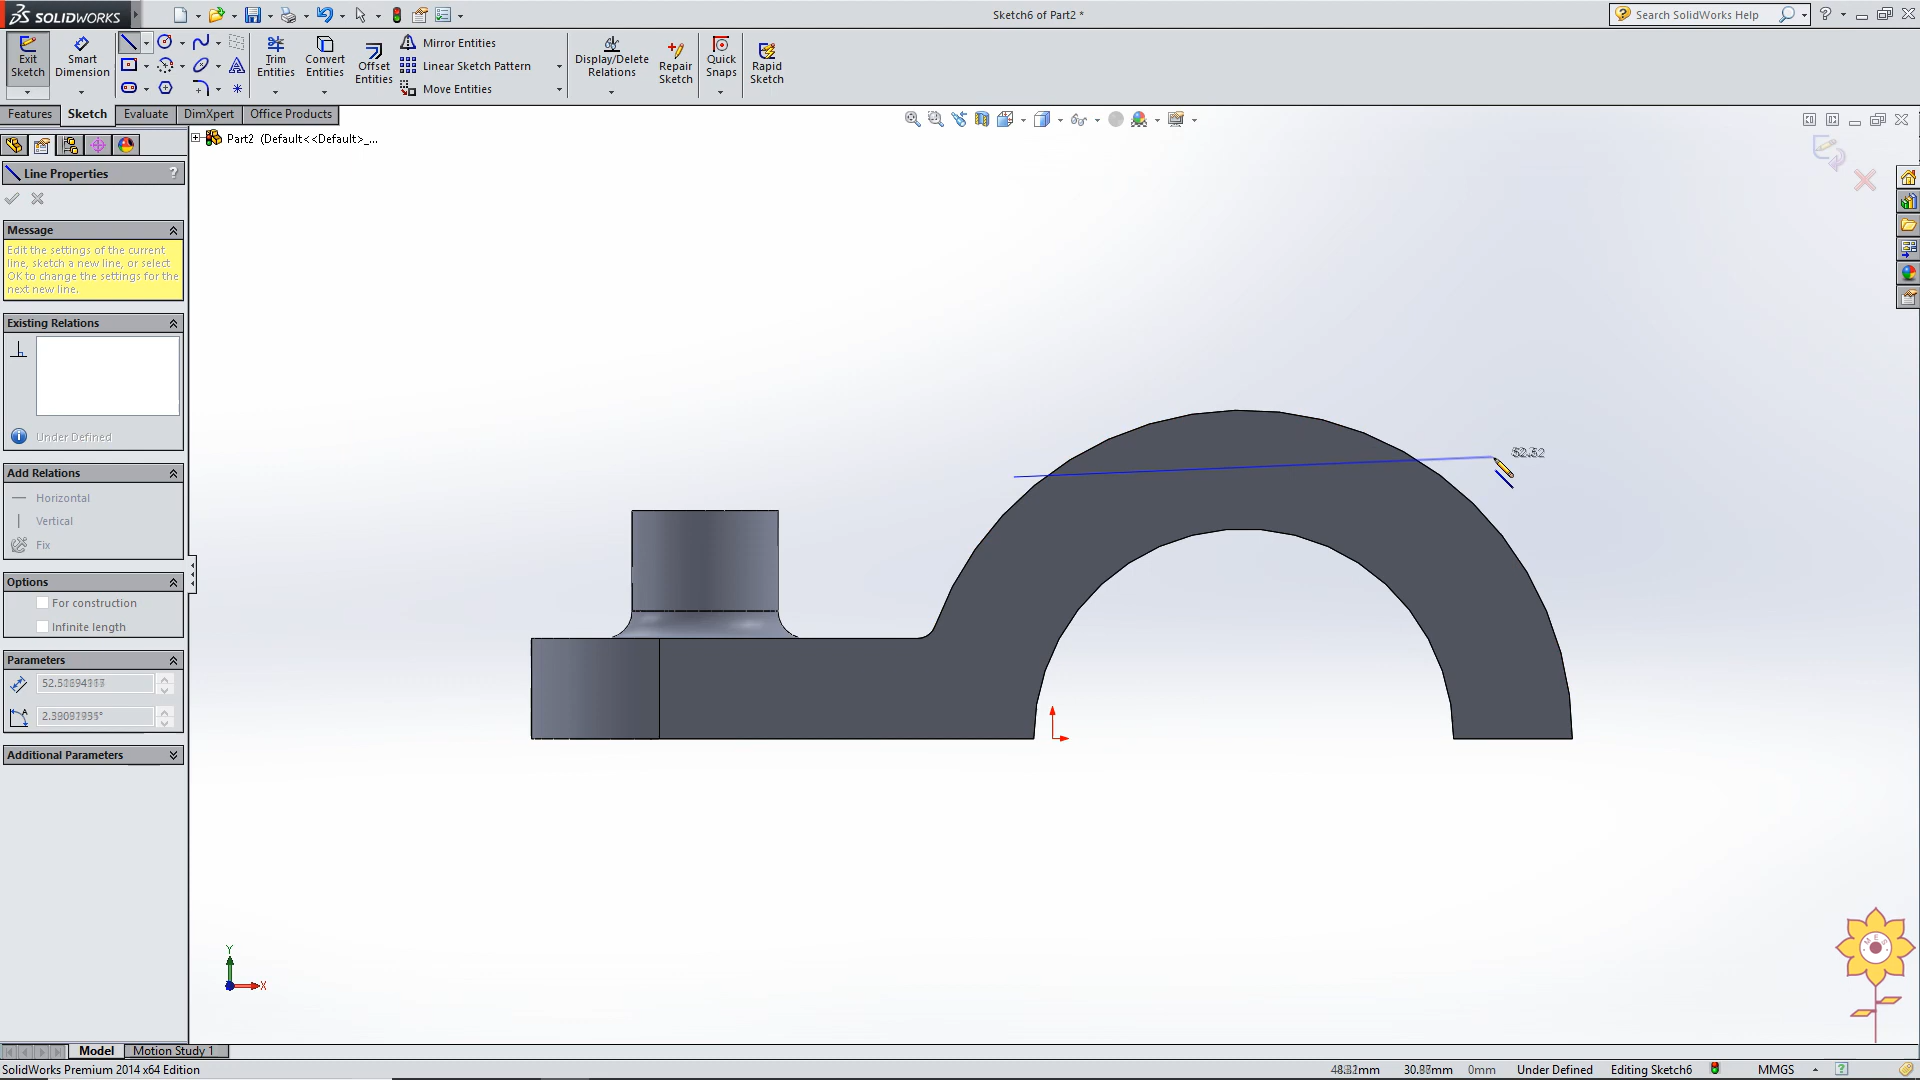 SOLIDWORKS
Sketch6 of Part2 *
Search SolidWorks Help
Exit Sketch
Smart Dimension
Trim Entities
Convert Entities
Offset Entities
Mirror Entities
Linear Sketch Pattern
Move Entities
Display/Delete Relations
Repair Sketch
Quick Snaps
Rapid Sketch
Features
Sketch
Evaluate
DimXpert
Office Products
Part2 (Default<<Default>_...
Line Properties
?
Message
Edit the settings of the current
line, sketch a new line, or select
OK to change the settings for the
next new line.
Existing Relations
Under Defined
Add Relations
Horizontal
Vertical
Fix
Options
For construction
Infinite length
Parameters
Additional Parameters
Y
X
MES
Model
Motion Study 1
SolidWorks Premium 2014 x64 Edition
0mm
Under Defined
Editing Sketch6
MMGS